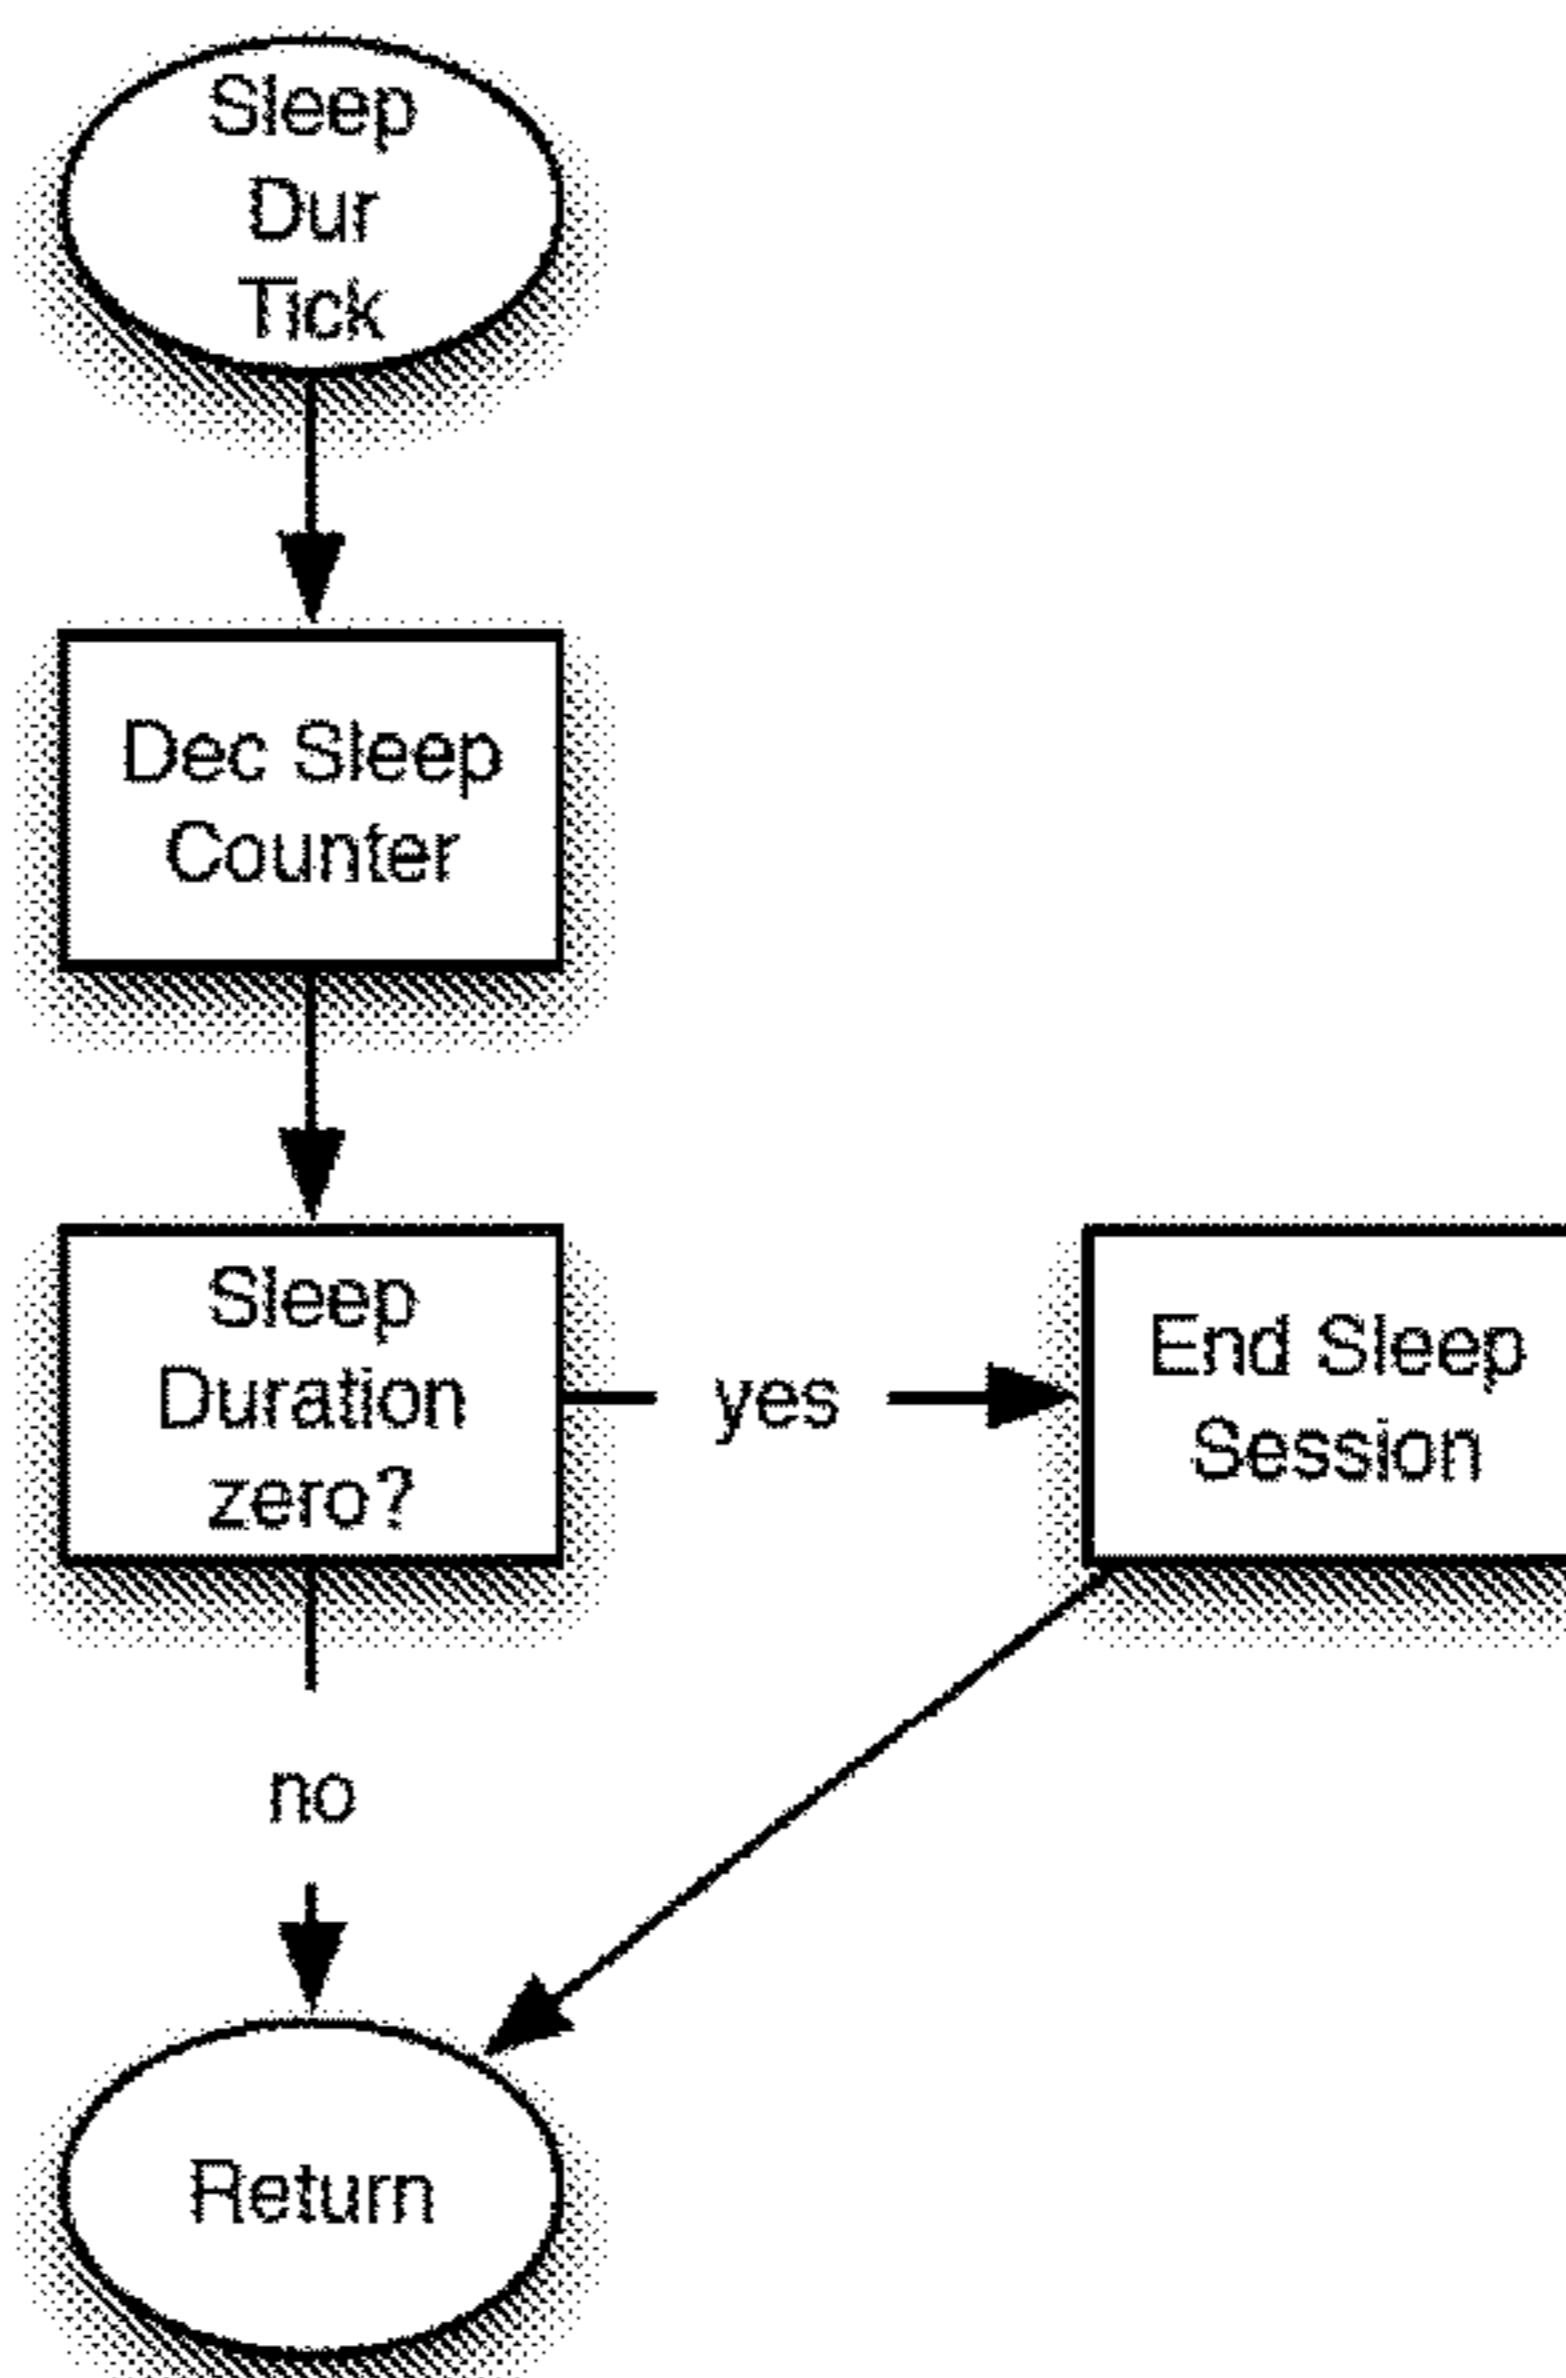 Sleep
Dur
Tick
Dec Sleep
Counter
Sleep
Duration
zero?
yes
End Sleep
Session
no
Return